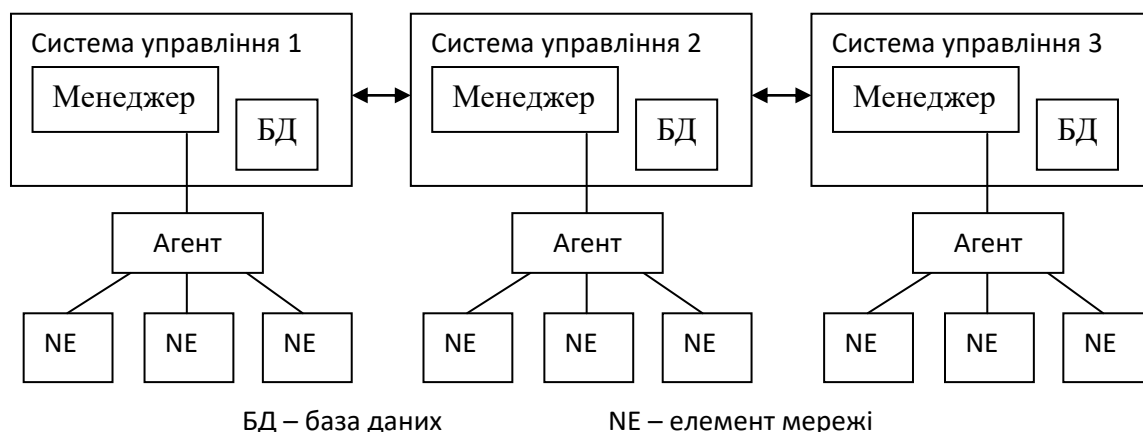 Система управління 1
Менеджер
БД
Агент
NE
NE
NE
Система управління 2
Менеджер
БД
Агент
NE
NE
NE
Система управління 3
Менеджер
БД
Агент
NE
NE
NE
БД – база даних
NE – елемент мережі